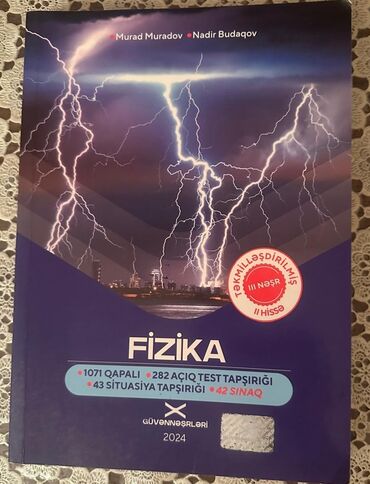 • Murad Muradov • Nadir Budaqov
TƏKMİLLƏŞDİRİLMİŞ
III NƏŞR
II HİSSƏ
FİZİKA
• 1071 QAPALI • 282 AÇIQ TEST TAPŞIRIĞI
• 43 SİTUASİYA TAPŞIRIĞI • 42 SINAQ
GÜVƏNNƏŞRLƏRİ
2024